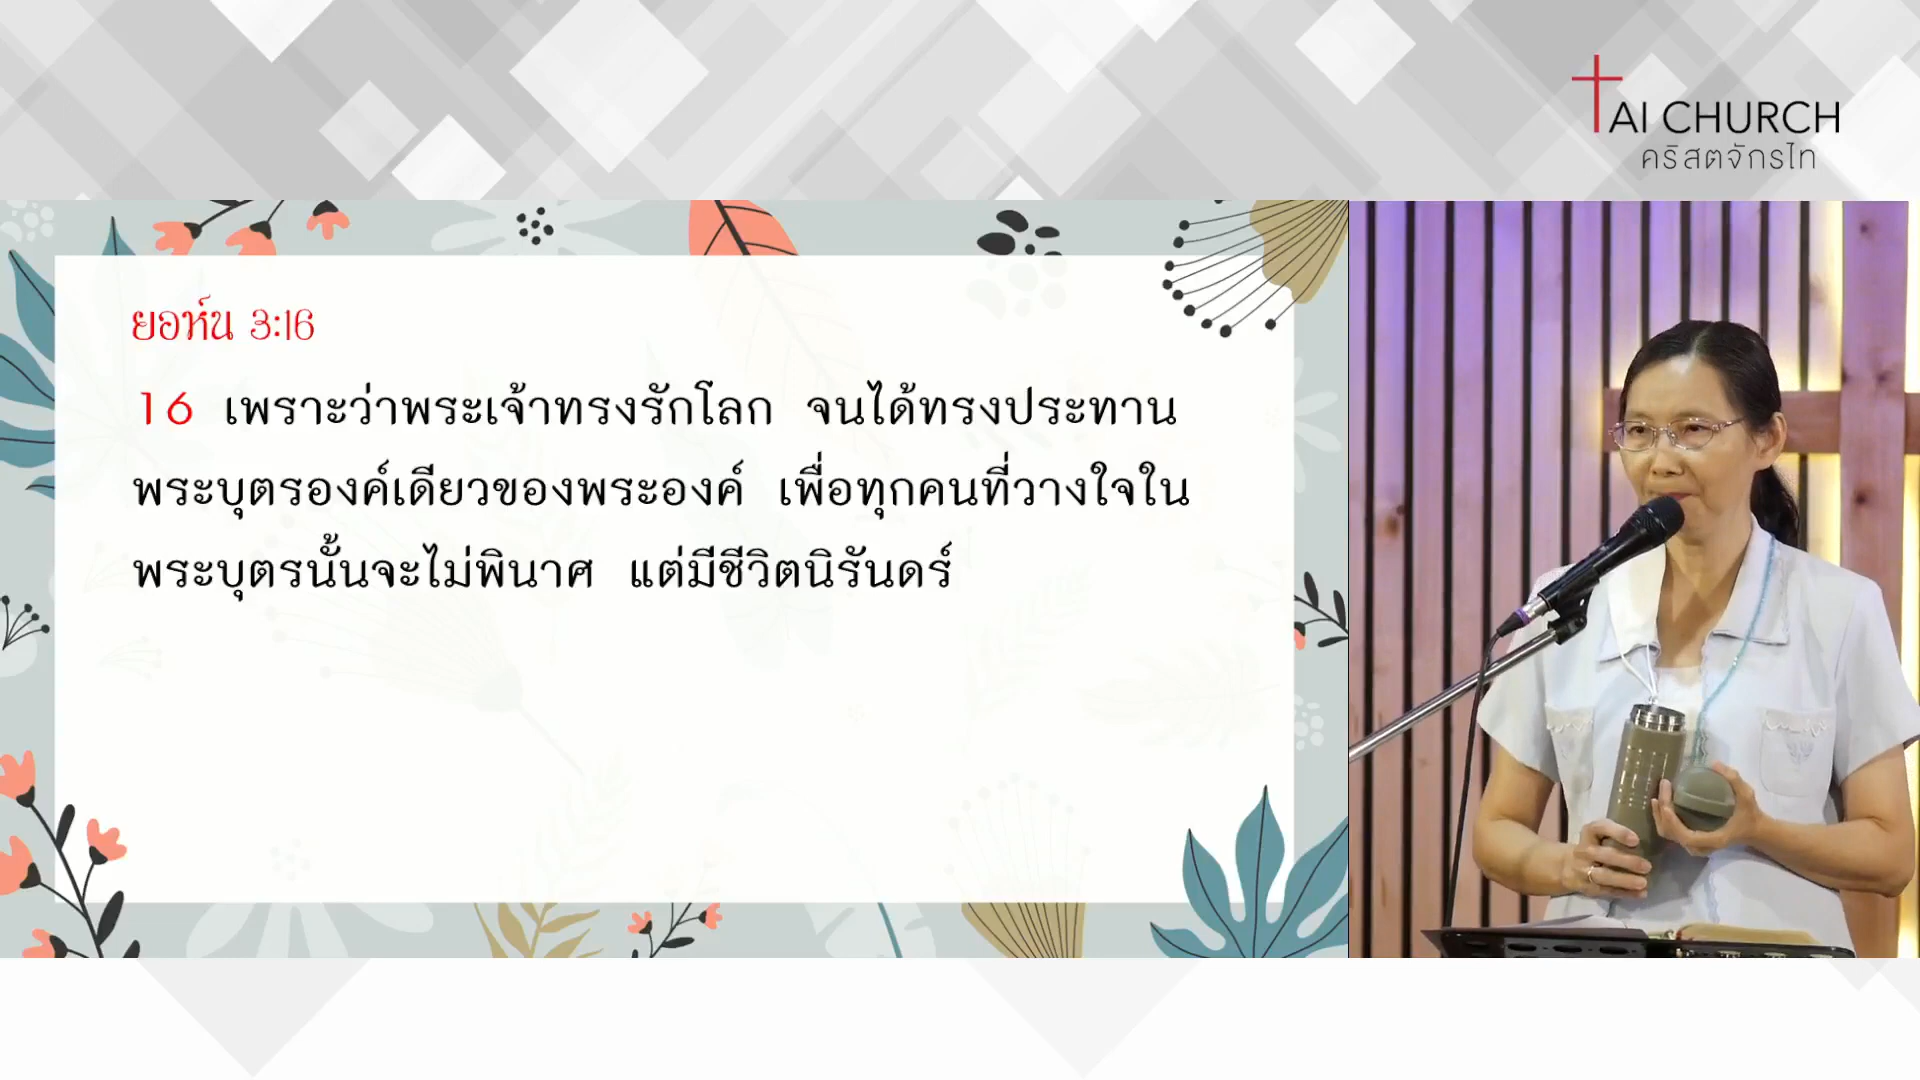 TAI CHURCH
คริสตจักรไท
ยอห์น 3:16
16 เพราะว่าพระเจ้าทรงรักโลก จนได้ทรงประทาน
พระบุตรองค์เดียวของพระองค์ เพื่อทุกคนที่วางใจใน
พระบุตรนั้นจะไม่พินาศ แต่มีชีวิตนิรันดร์